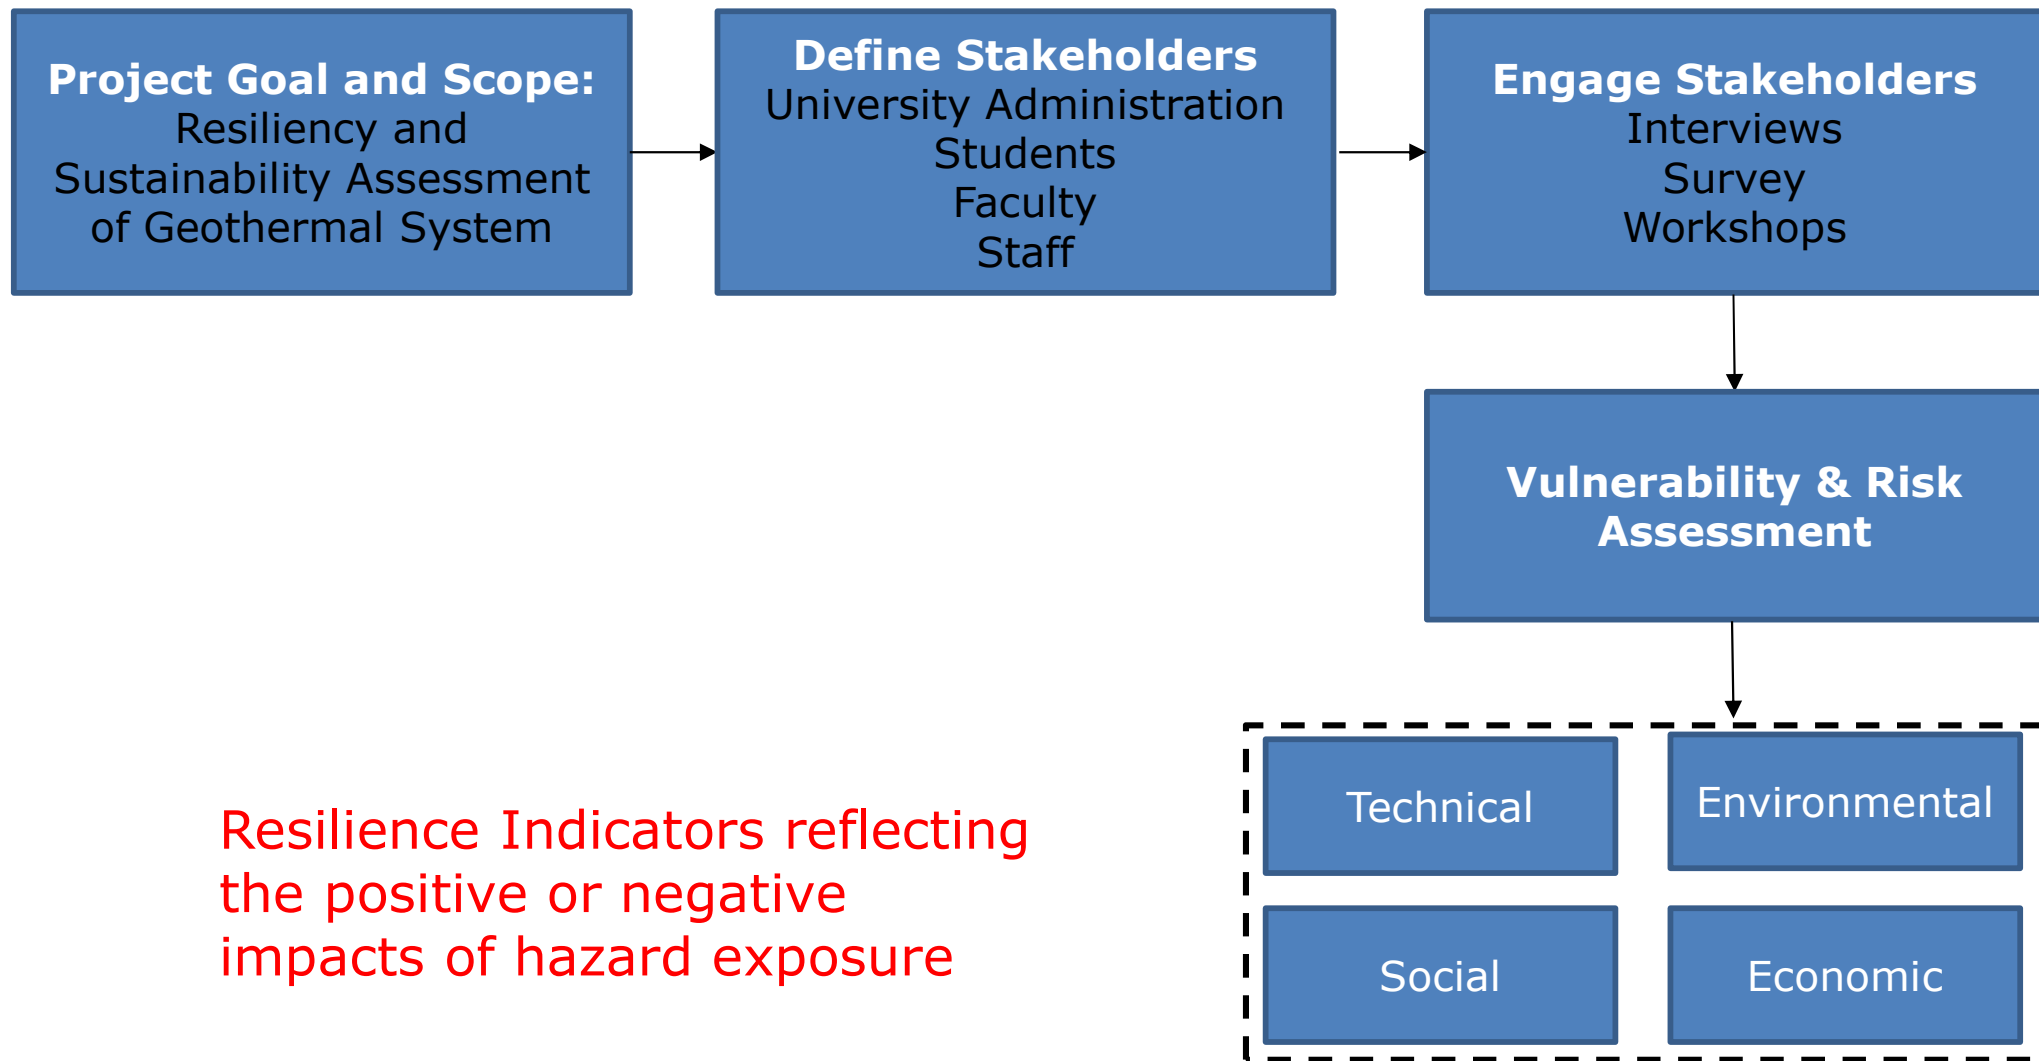 Project Goal and Scope:
Resiliency and
Sustainability Assessment
of Geothermal System
Define Stakeholders
University Administration
Students
Faculty
Staff
Engage Stakeholders
Interviews
Survey
Workshops
Vulnerability & Risk
Assessment
Technical
Environmental
Social
Economic
Resilience Indicators reflecting
the positive or negative
impacts of hazard exposure